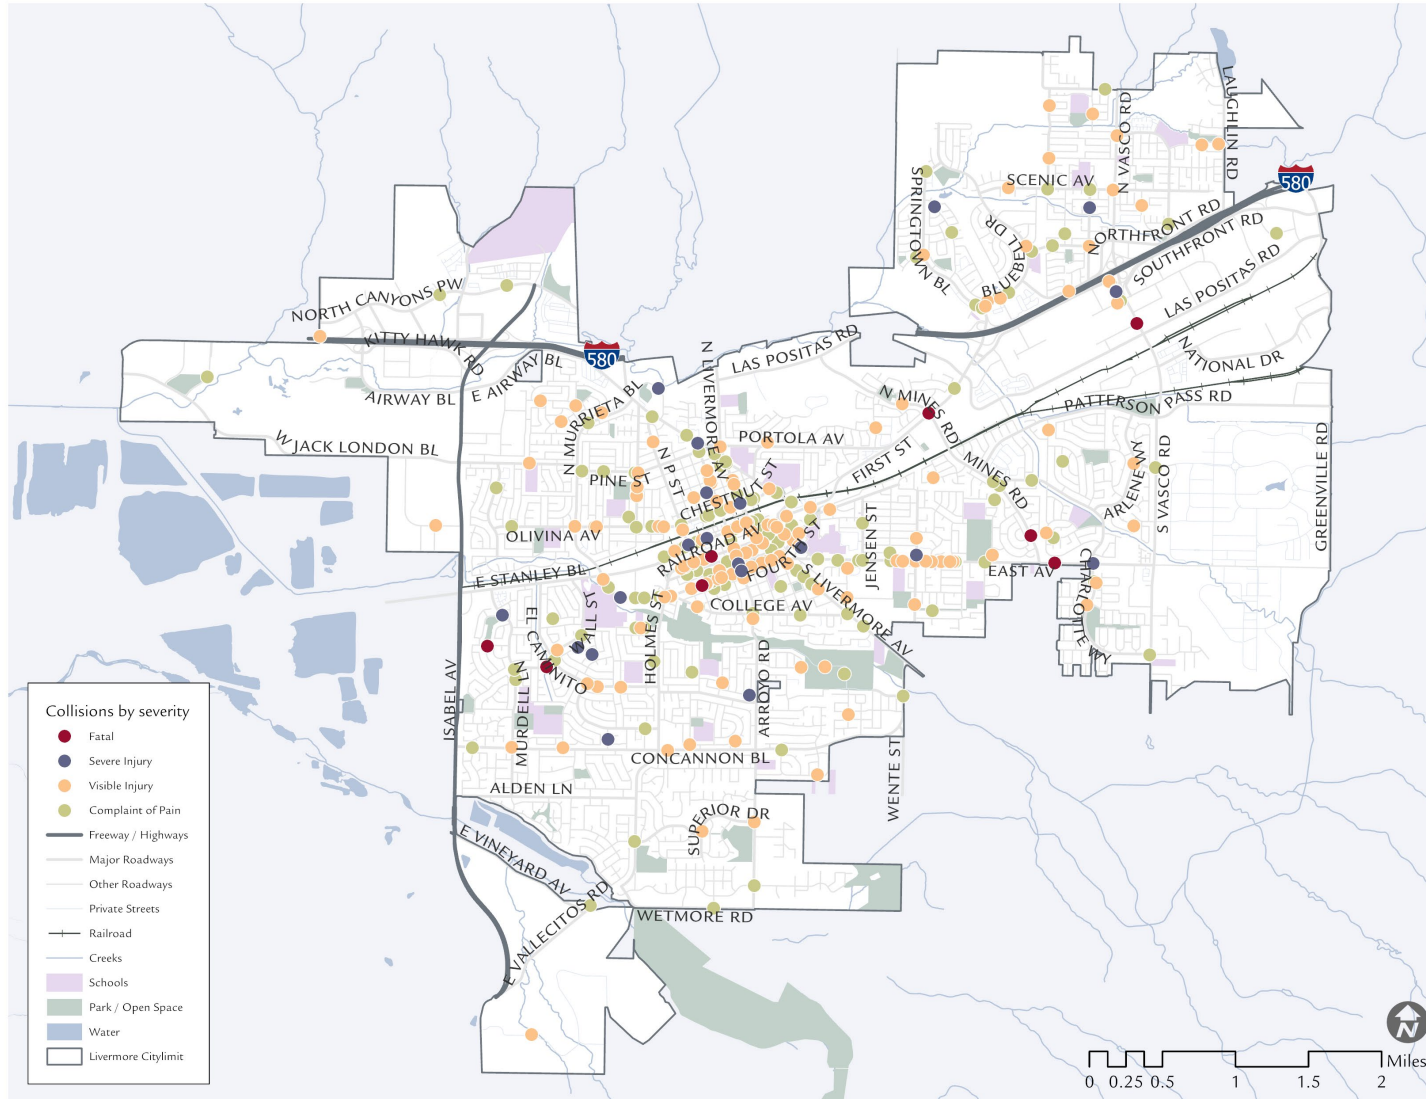 LAUGHLIN RD
N VASCO RD
SCENIC AV
580
SPRINGTOWN BL
BLUEBELL DR
N
NORTHFRONT RD
SOUTHFRONT RD
LAS POSITAS RD
NORTH CANYONS PW
KITTY HAWK RD
580
E AIRWAY BL
AIRWAY BL
N LIVERMORE AV
LAS POSITAS RD
NATIONAL DR
PATTERSON PASS RD
N MURRIETA BL
N MINES RD
W JACK LONDON BL
PORTOLA AV
FIRST ST
MINES RD
N P ST
PINE ST
CHESTNUT ST
ARLENE WY
S VASCO RD
GREENVILLE RD
OLIVINA AV
RAILROAD AV
FOURTH ST
JENSEN ST
E STANLEY BL
S LIVERMORE AV
EAST AV
CHARLOTTE WY
COLLEGE AV
WALL ST
HOLMES ST
EL CAMINITO
ARROYO RD
ISABEL AV
MURDELL LN
CONCANNON BL
WENTE ST
ALDEN LN
SUPERIOR DR
E VINEYARD AV
E VALLECITOS RD
WETMORE RD
Collisions by severity
Fatal
Severe Injury
Visible Injury
Complaint of Pain
Freeway / Highways
Major Roadways
Other Roadways
Private Streets
Railroad
Creeks
Schools
Park / Open Space
Water
Livermore Citylimit
N
Miles
0 0.25 0.5 1 1.5 2